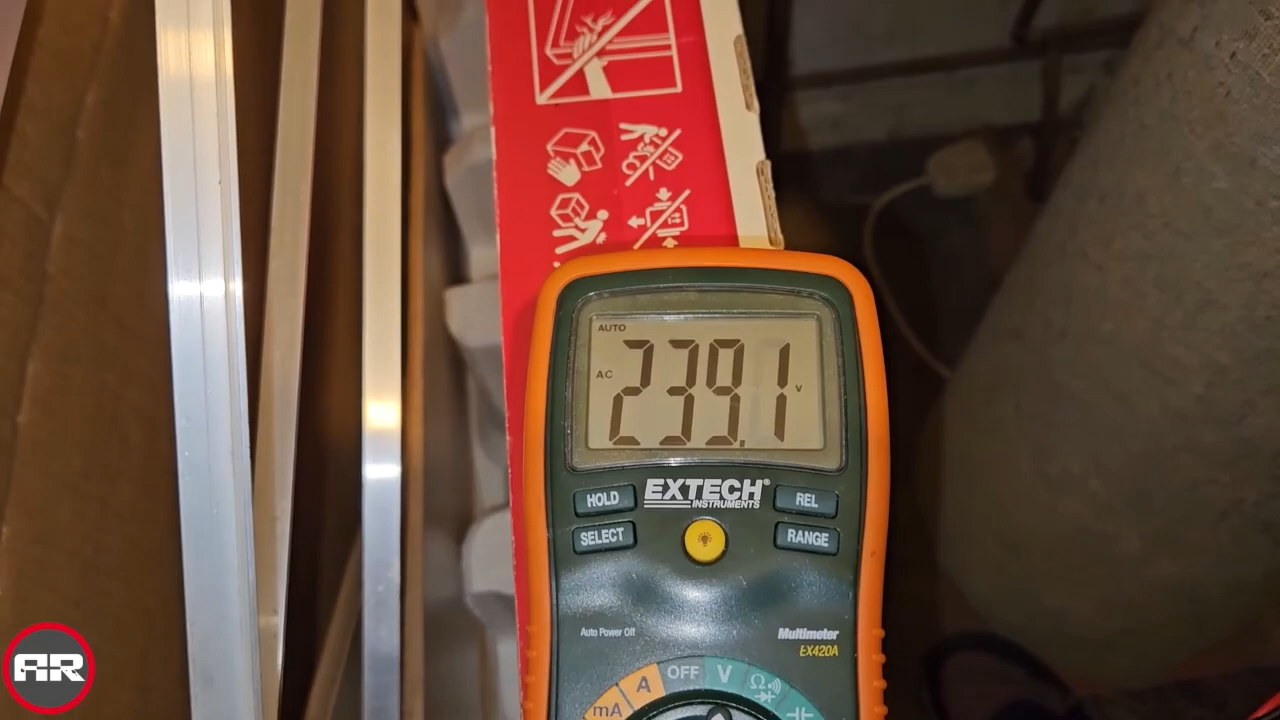 AUTO
AC
239.1
V
HOLD
EXTECH®
INSTRUMENTS
REL
SELECT
RANGE
Auto Power Off
Multimeter
EX420A
mA
A
OFF
V
Ω
AR